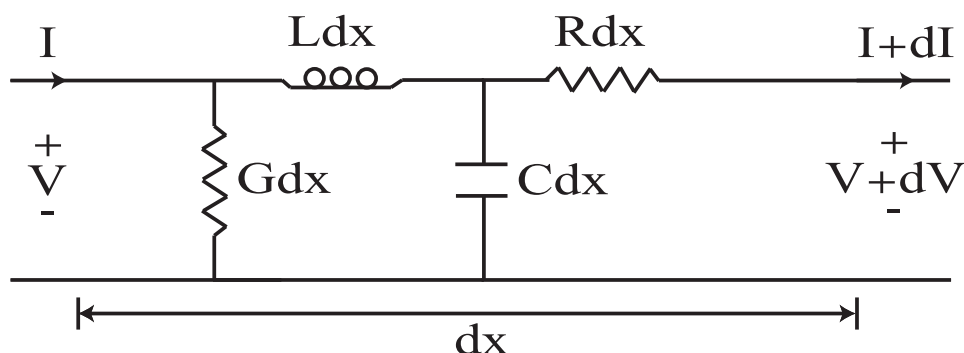 I
Ldx
Rdx
I+dI
+
V
-
Gdx
Cdx
+
V+dV
-
dx